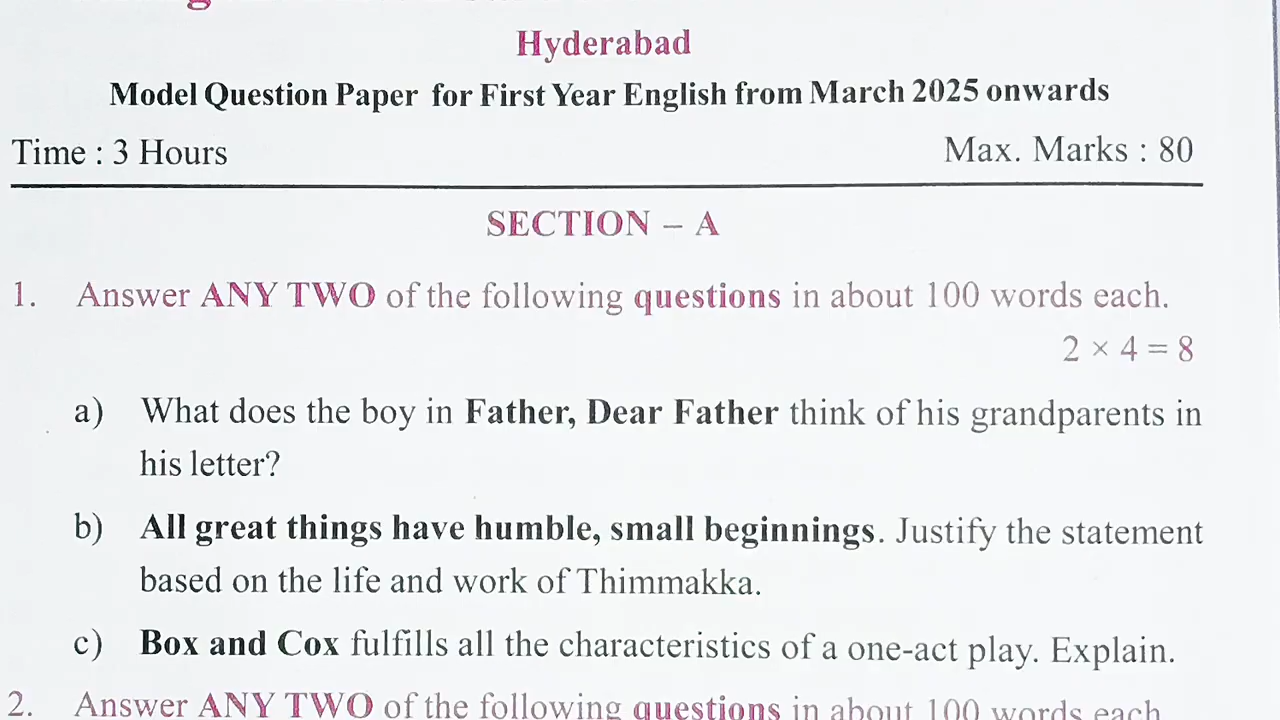 Hyderabad
Model Question Paper for First Year English from March 2025 onwards
Time : 3 Hours Max. Marks : 80
SECTION – A
1. Answer ANY TWO of the following questions in about 100 words each.
2 × 4 = 8
a) What does the boy in Father, Dear Father think of his grandparents in
his letter?
b) All great things have humble, small beginnings. Justify the statement
based on the life and work of Thimmakka.
c) Box and Cox fulfills all the characteristics of a one-act play. Explain.
2. Answer ANY TWO of the following questions in about 100 words each.